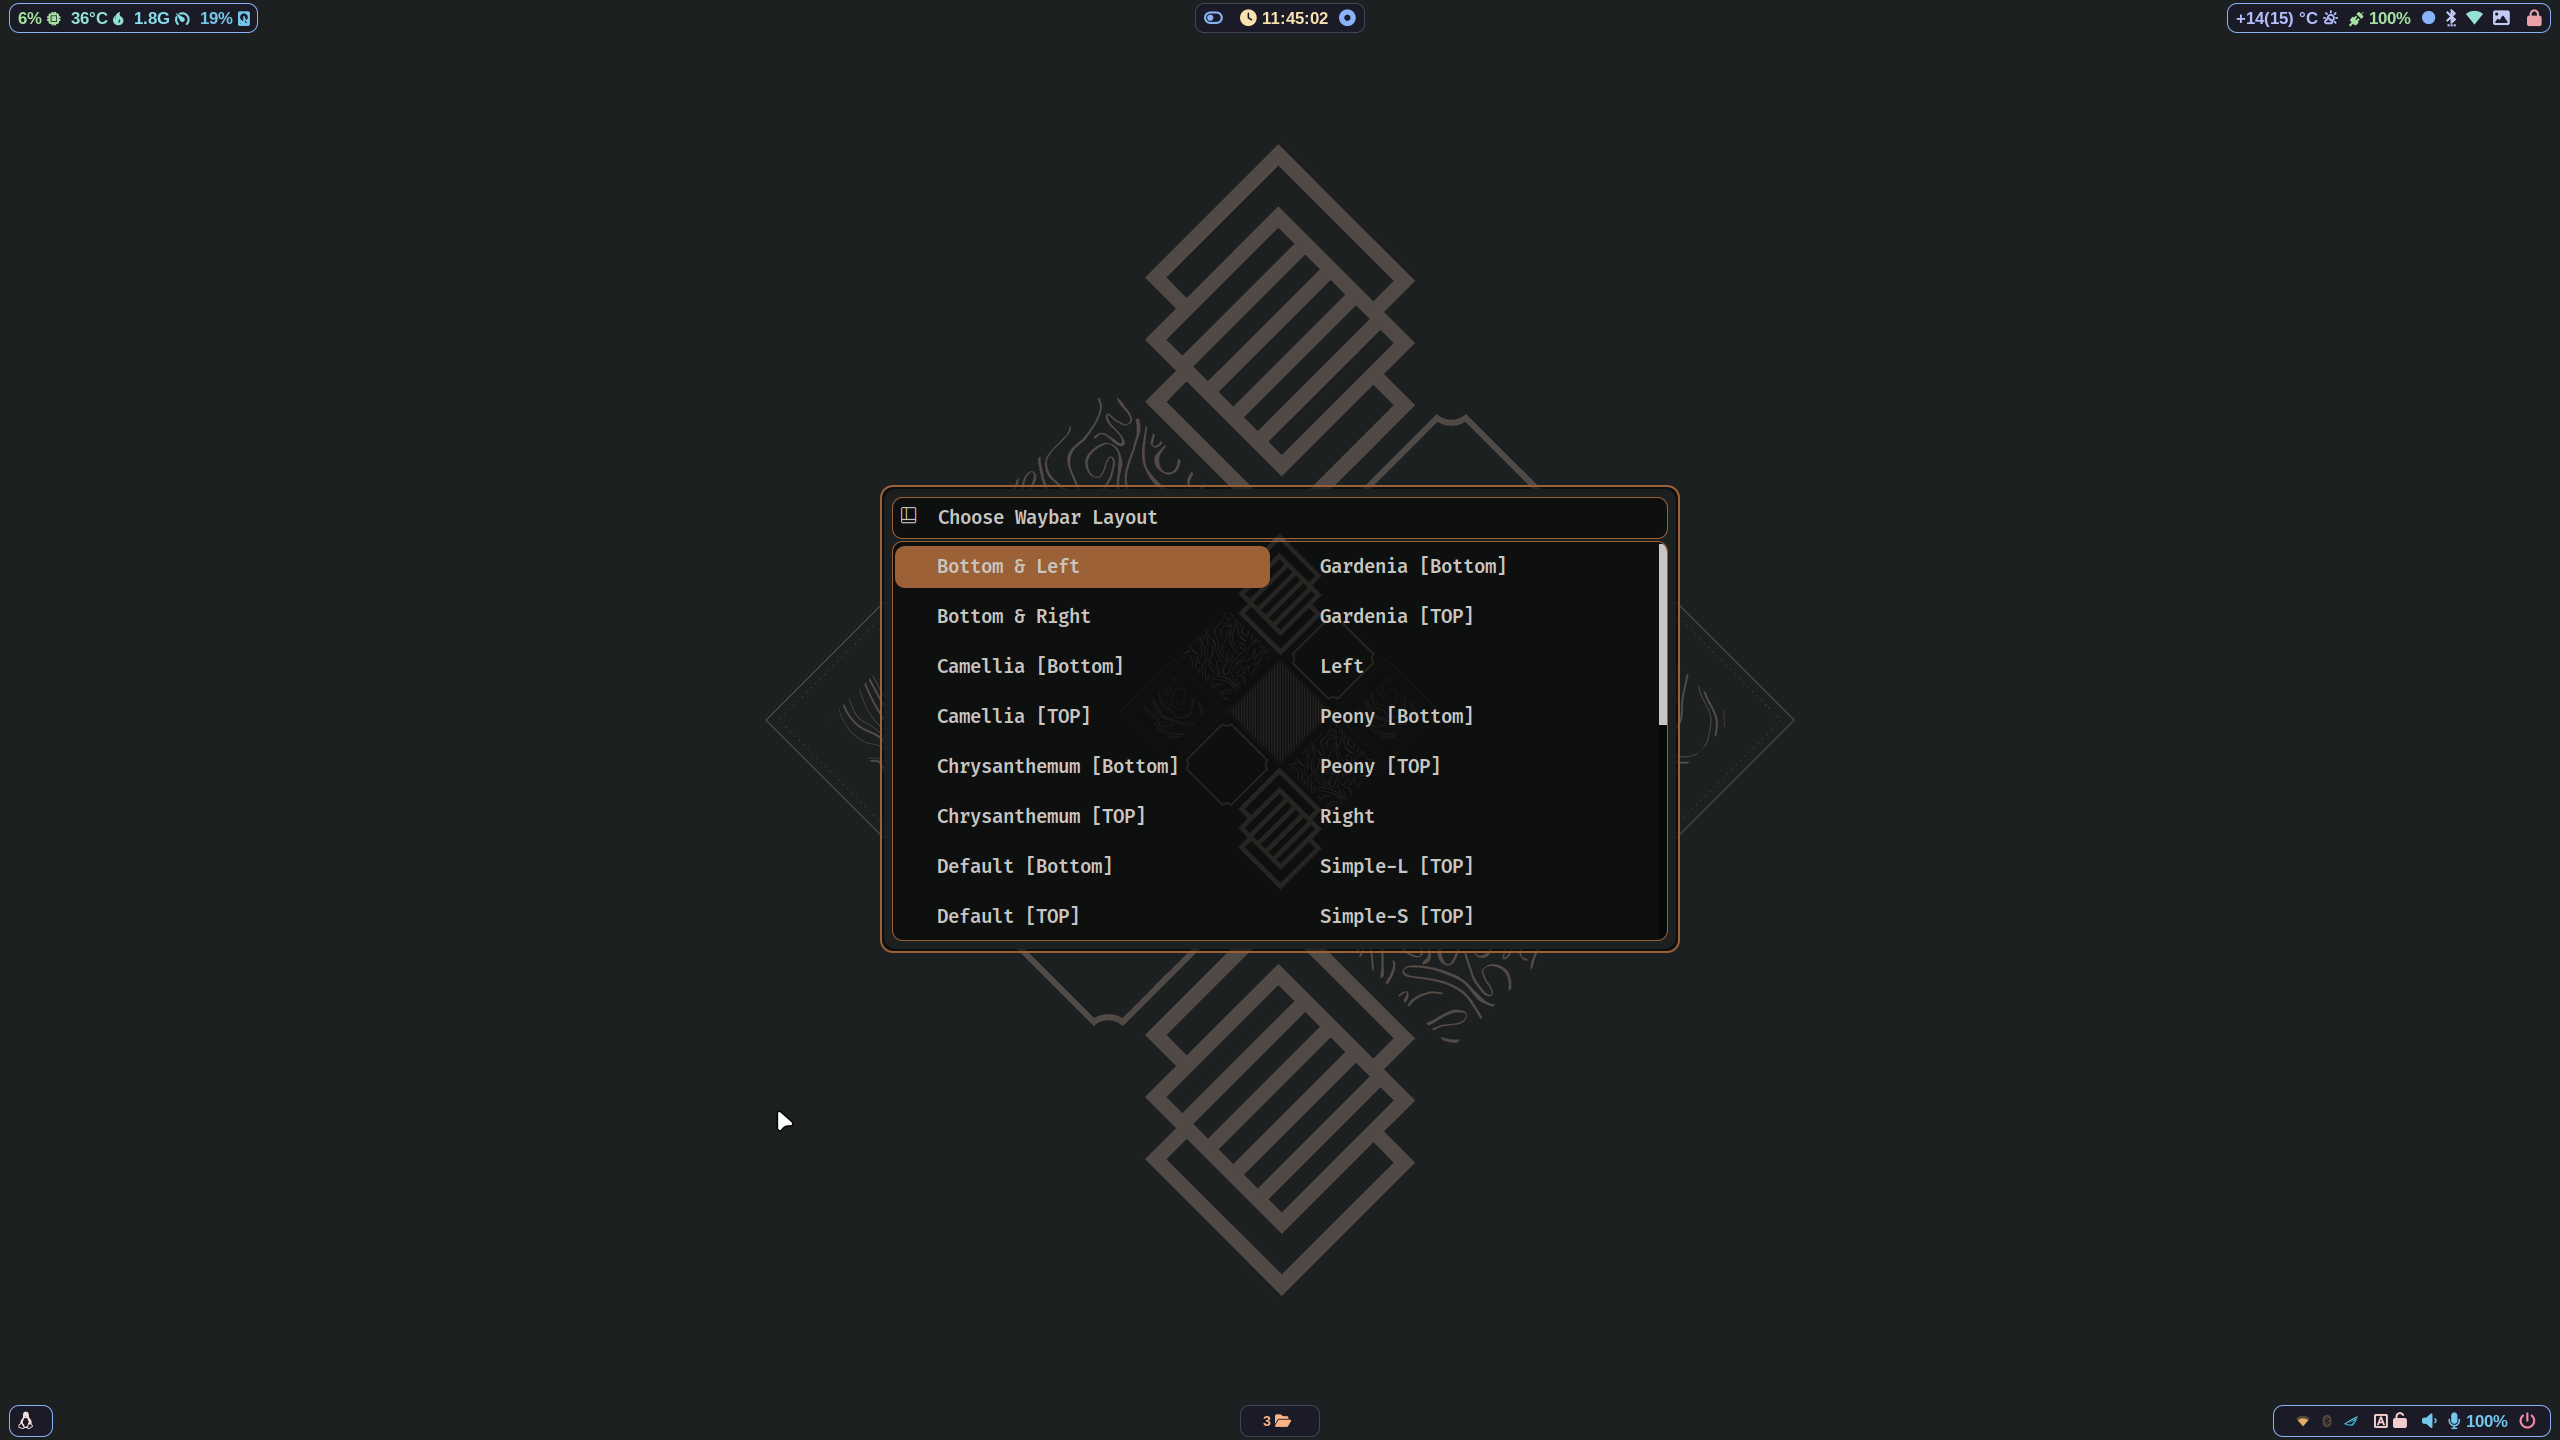 6% 36°C 1.8G 19%
11:45:02
+14(15) °C 100%
Choose Waybar Layout
Bottom & Left
Bottom & Right
Camellia [Bottom]
Camellia [TOP]
Chrysanthemum [Bottom]
Chrysanthemum [TOP]
Default [Bottom]
Default [TOP]
Gardenia [Bottom]
Gardenia [TOP]
Left
Peony [Bottom]
Peony [TOP]
Right
Simple-L [TOP]
Simple-S [TOP]
3
A 100%